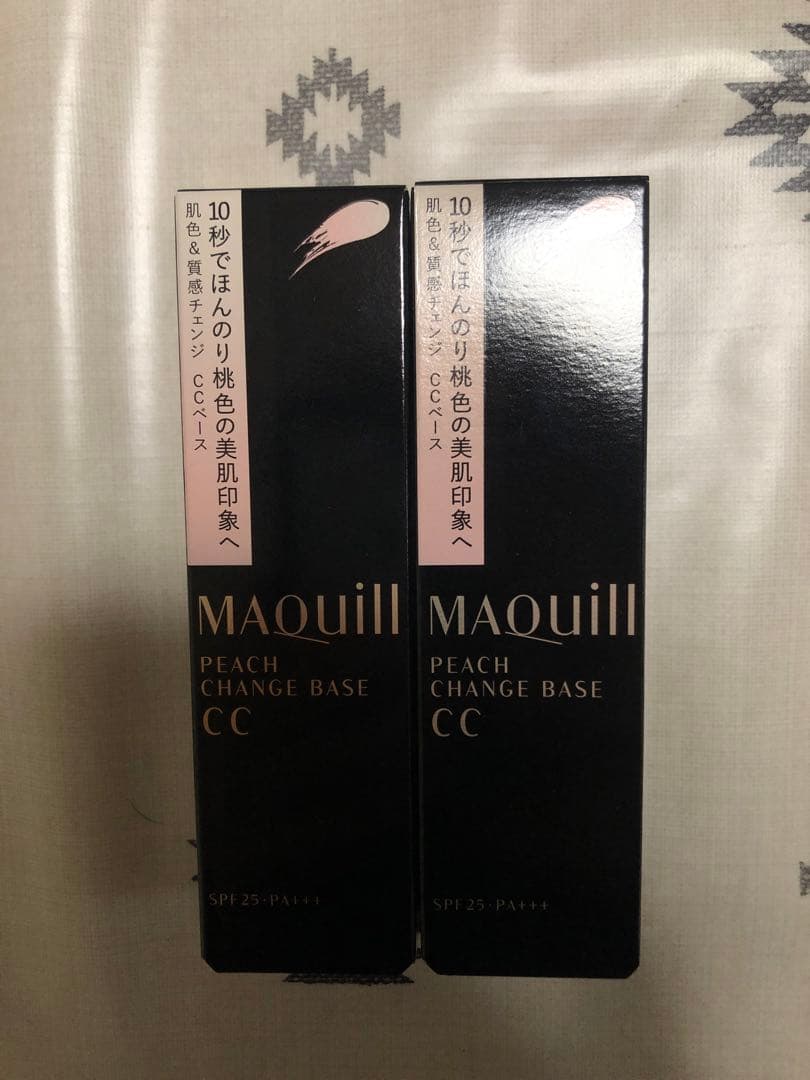 10秒でほんのり桃色の美肌印象へ
肌色&質感チェンジ CCベース
MAQuill
PEACH
CHANGE BASE
CC
SPF25・PA+++
10秒でほんのり桃色の美肌印象へ
肌色&質感チェンジ CCベース
MAQuill
PEACH
CHANGE BASE
CC
SPF25・PA+++